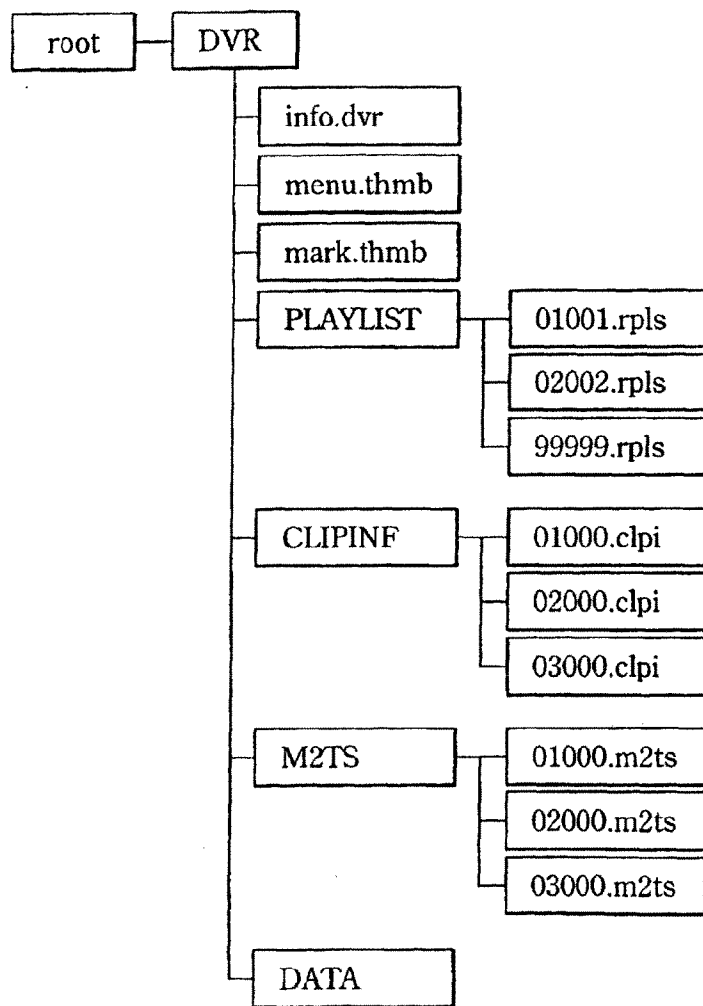 root DVR
info.dvr
menu.thmb
mark.thmb
PLAYLIST 01001.rpls
02002.rpls
99999.rpls
CLIPINF 01000.clpi
02000.clpi
03000.clpi
M2TS 01000.m2ts
02000.m2ts
03000.m2ts
DATA